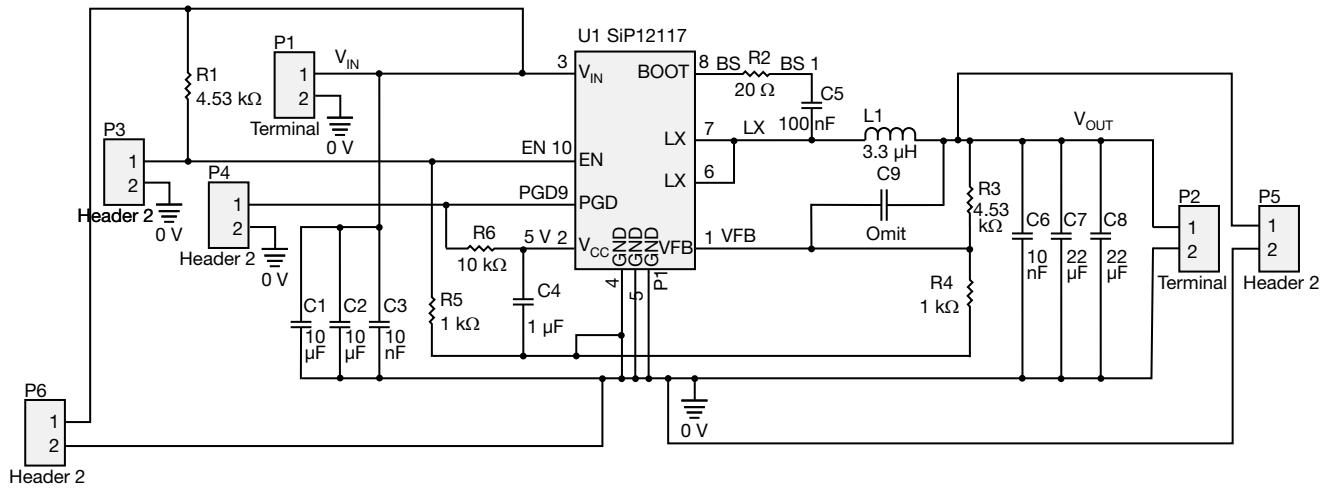 U1 SiP12117
P1
VIN
1
2
Terminal
0 V
R1
4.53 kΩ
3
VIN
BOOT
8
BS
R2
BS 1
20 Ω
C5
100 nF
LX
7
LX
L1
3.3 µH
VOUT
P3
1
2
Header 2
0 V
EN 10
EN
LX
6
C9
Omit
P4
1
2
Header 2
0 V
PGD9
PGD
R3
4.53
kΩ
C6
10
nF
C7
22
µF
C8
22
µF
P2
1
2
Terminal
P5
1
2
Header 2
R6
10 kΩ
5 V 2
VCC
GND
GND
GND
VFB
1
VFB
4
5
P1
C4
1 µF
R5
1 kΩ
R4
1 kΩ
C1
10
µF
C2
10
µF
C3
10
nF
0 V
P6
1
2
Header 2